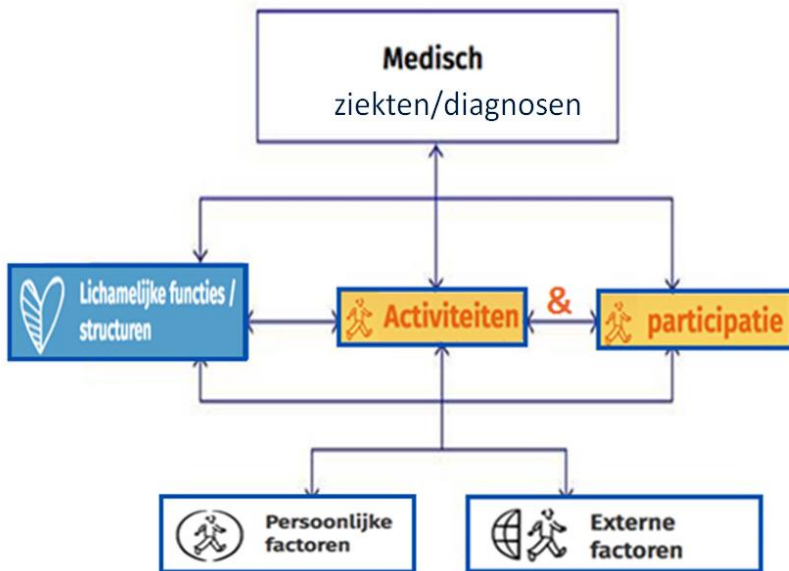 Medisch
ziekten/diagnosen
Lichamelijke functies /
structuren
Activiteiten
&
participatie
Persoonlijke
factoren
Externe
factoren